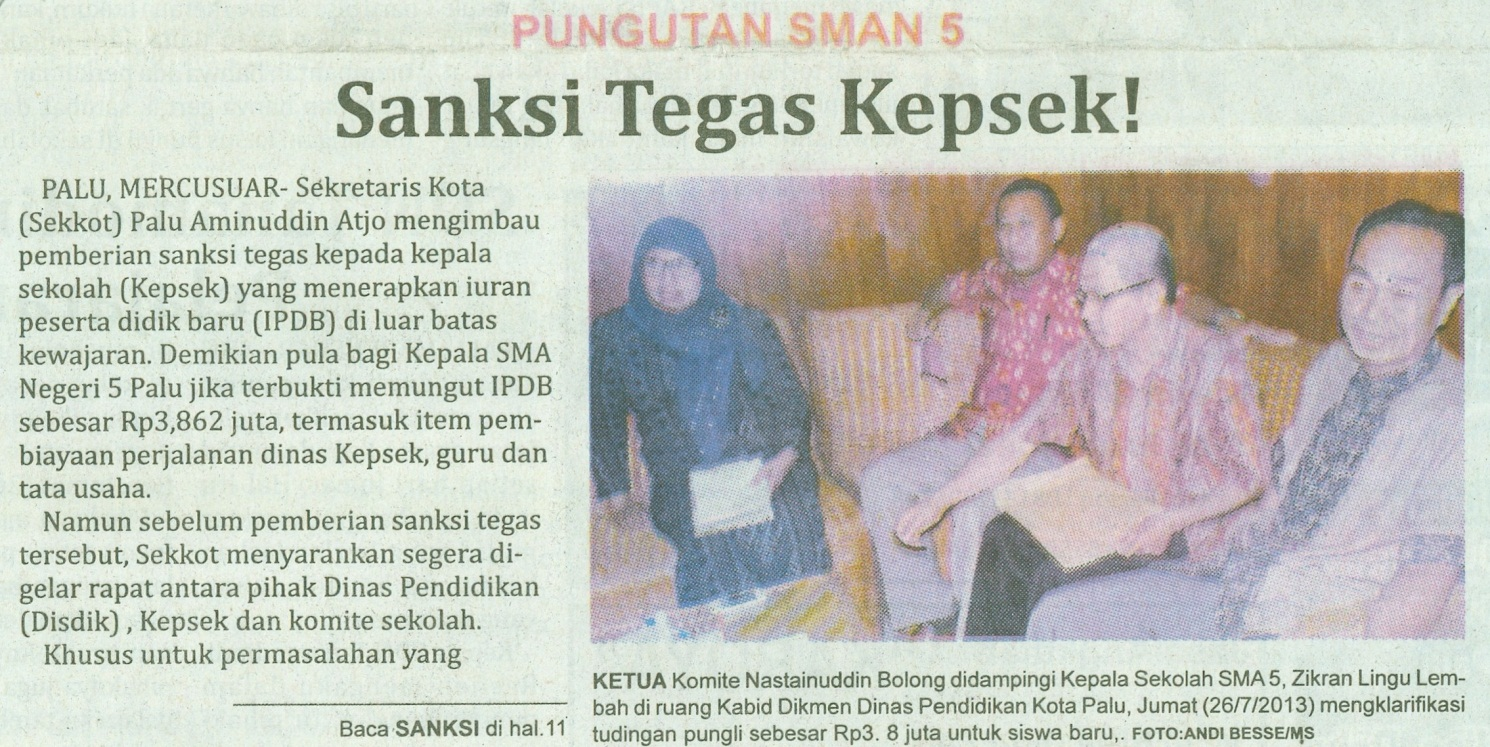 PUNGUTAN SMAN 5
Sanksi Tegas Kepsek!
PALU, MERCUSUAR- Sekretaris Kota
(Sekkot) Palu Aminuddin Atjo mengimbau
pemberian sanksi tegas kepada kepala
sekolah (Kepsek) yang menerapkan iuran
peserta didik baru (IPDB) di luar batas
kewajaran. Demikian pula bagi Kepala SMA
Negeri 5 Palu jika terbukti memungut IPDB
sebesar Rp3,862 juta, termasuk item pem-
biayaan perjalanan dinas Kepsek, guru dan
tata usaha.
Namun sebelum pemberian sanksi tegas
tersebut, Sekkot menyarankan segera di-
gelar rapat antara pihak Dinas Pendidikan
(Disdik) , Kepsek dan komite sekolah.
Khusus untuk permasalahan yang
Baca SANKSI di hal.11
KETUA Komite Nastainuddin Bolong didampingi Kepala Sekolah SMA 5, Zikran Lingu Lem-
bah di ruang Kabid Dikmen Dinas Pendidikan Kota Palu, Jumat (26/7/2013) mengklarifikasi
tudingan pungli sebesar Rp3. 8 juta untuk siswa baru,. FOTO:ANDI BESSE/MS